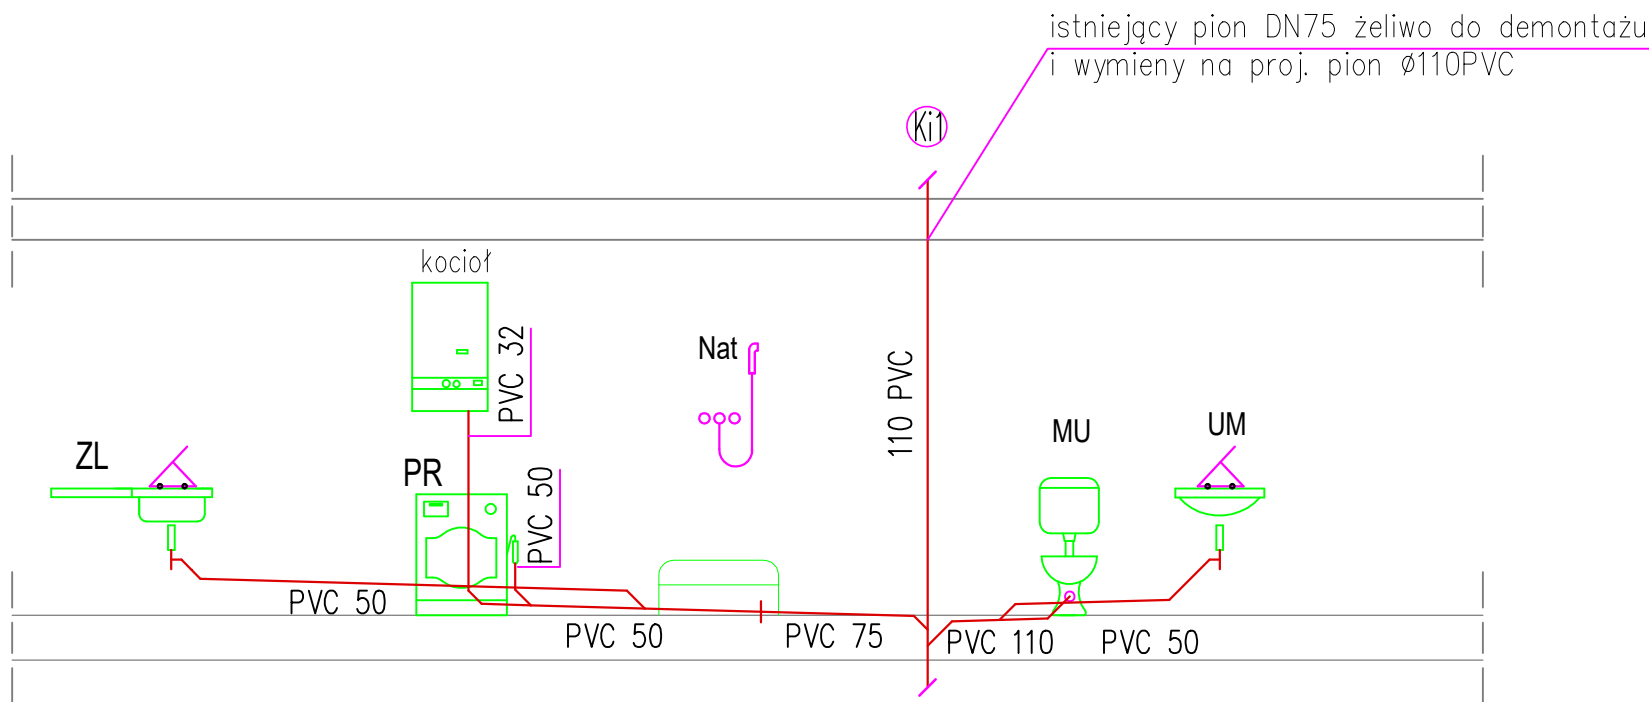 istniejący pion DN75 żeliwo do demontażu
i wymieny na proj. pion ø110PVC
Ki1
kocioł
PVC 32
Nat
110 PVC
ZL
PR
PVC 50
MU
UM
PVC 50
PVC 50
PVC 75
PVC 110
PVC 50